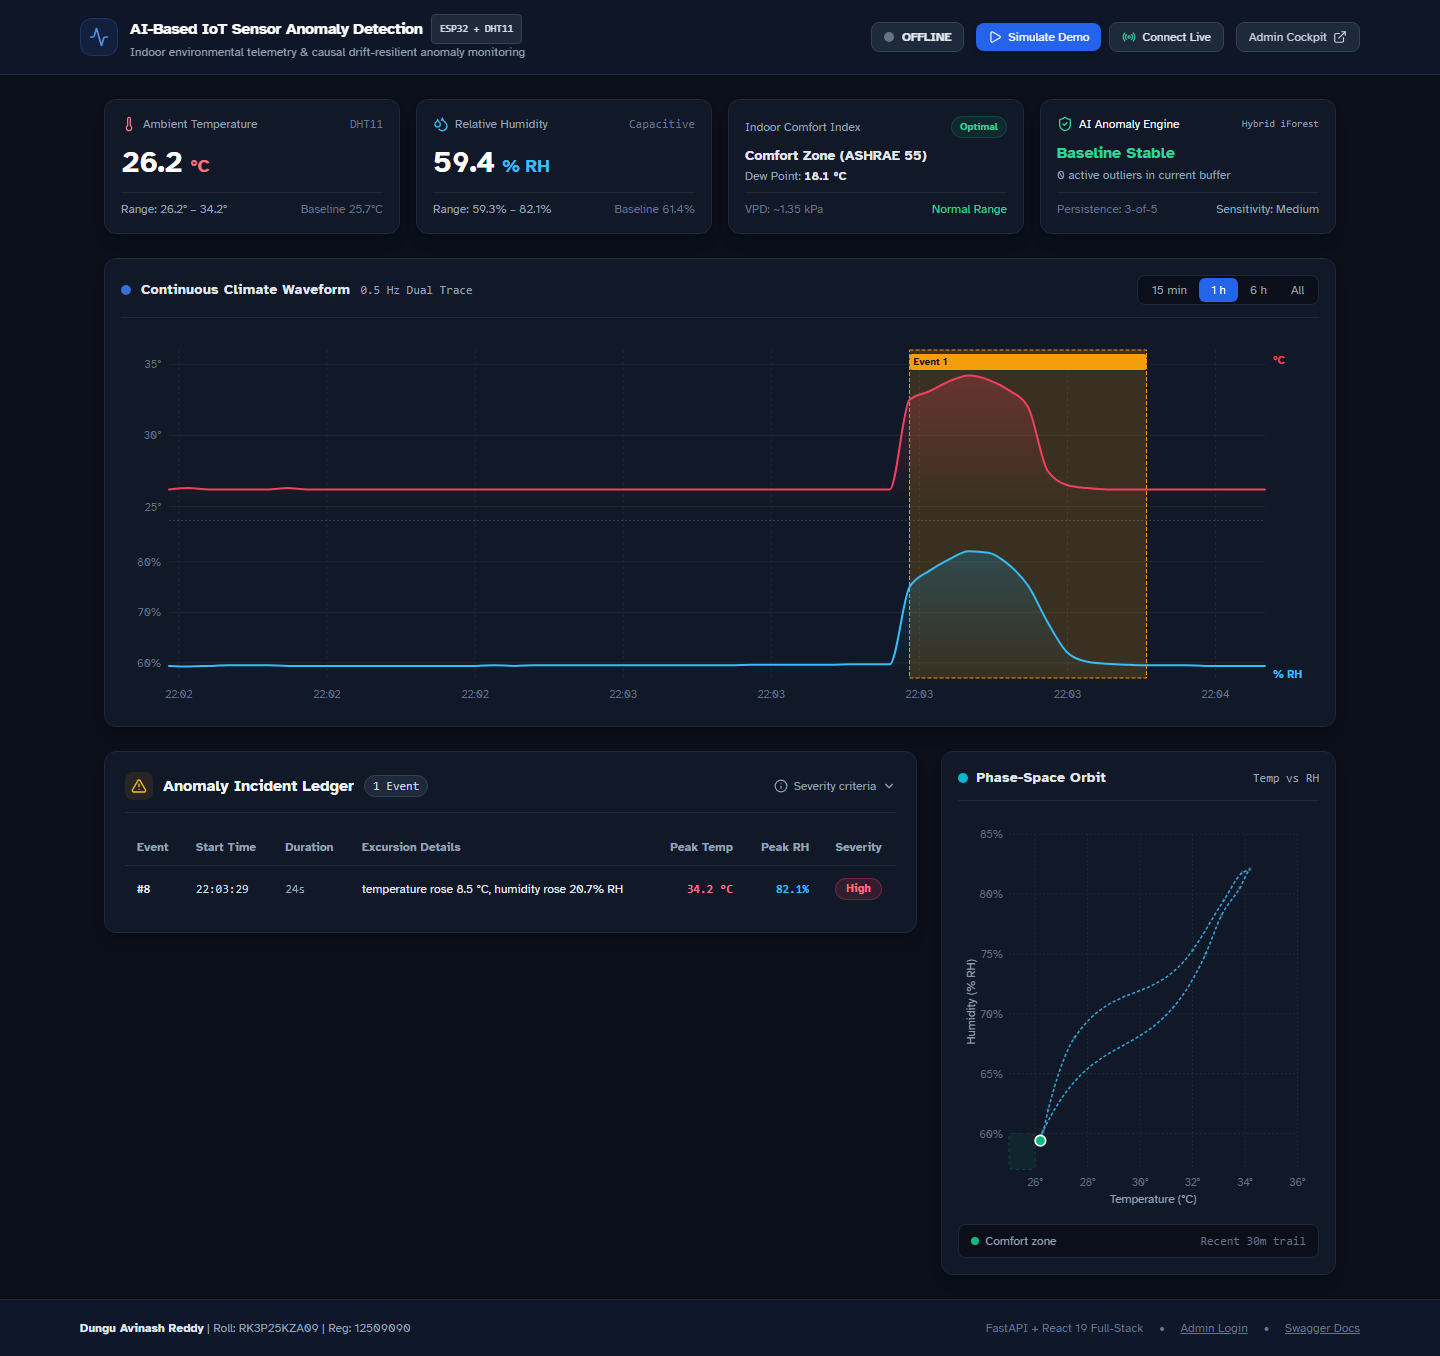 AI-Based IoT Sensor Anomaly Detection ESP32 + DHT11
Indoor environmental telemetry & causal drift-resilient anomaly monitoring
OFFLINE Simulate Demo Connect Live Admin Cockpit
Ambient Temperature DHT11
26.2 °C
Range: 26.2° – 34.2° Baseline 25.7°C
Relative Humidity Capacitive
59.4 % RH
Range: 59.3% – 82.1% Baseline 61.4%
Indoor Comfort Index Optimal
Comfort Zone (ASHRAE 55)
Dew Point: 18.1 °C
VPD: ~1.35 kPa Normal Range
AI Anomaly Engine Hybrid iForest
Baseline Stable
0 active outliers in current buffer
Persistence: 3-of-5 Sensitivity: Medium
Continuous Climate Waveform 0.5 Hz Dual Trace
15 min 1 h 6 h All
Event 1
35°
30°
25°
80%
70%
60%
°C
% RH
22:02 22:02 22:02 22:03 22:03 22:03 22:03 22:04
Anomaly Incident Ledger 1 Event
Severity criteria
Event Start Time Duration Excursion Details Peak Temp Peak RH Severity
#8 22:03:29 24s temperature rose 8.5 °C, humidity rose 20.7% RH 34.2 °C 82.1% High
Phase-Space Orbit Temp vs RH
85%
80%
75%
70%
65%
60%
Humidity (% RH)
26° 28° 30° 32° 34° 36°
Temperature (°C)
Comfort zone Recent 30m trail
Dungu Avinash Reddy | Roll: RK3P25KZA09 | Reg: 12509090
FastAPI + React 19 Full-Stack • Admin Login • Swagger Docs